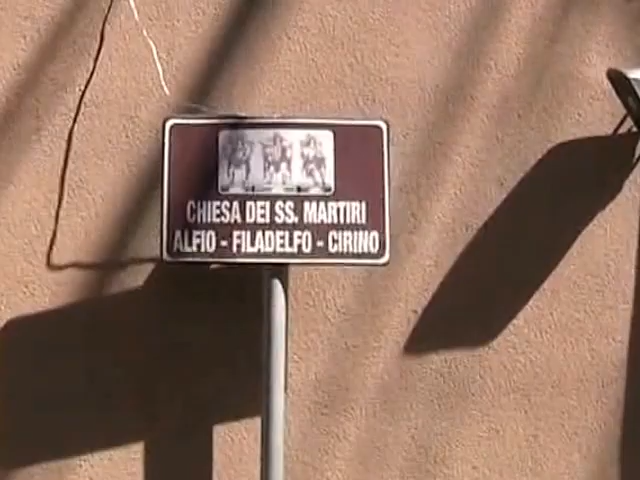 CHIESA DEI SS. MARTIRI
ALFIO - FILADELFO - CIRINO